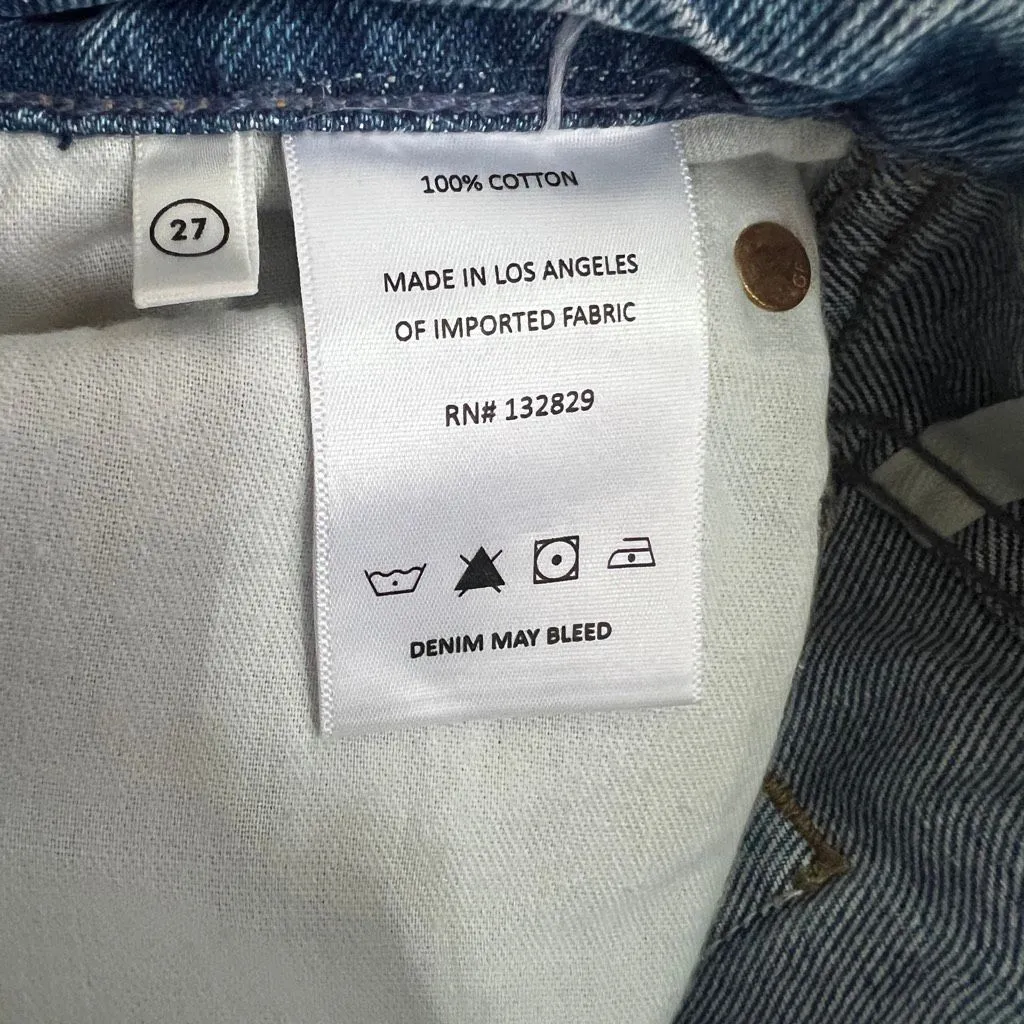 27
100% COTTON
MADE IN LOS ANGELES
OF IMPORTED FABRIC
RN# 132829
DENIM MAY BLEED